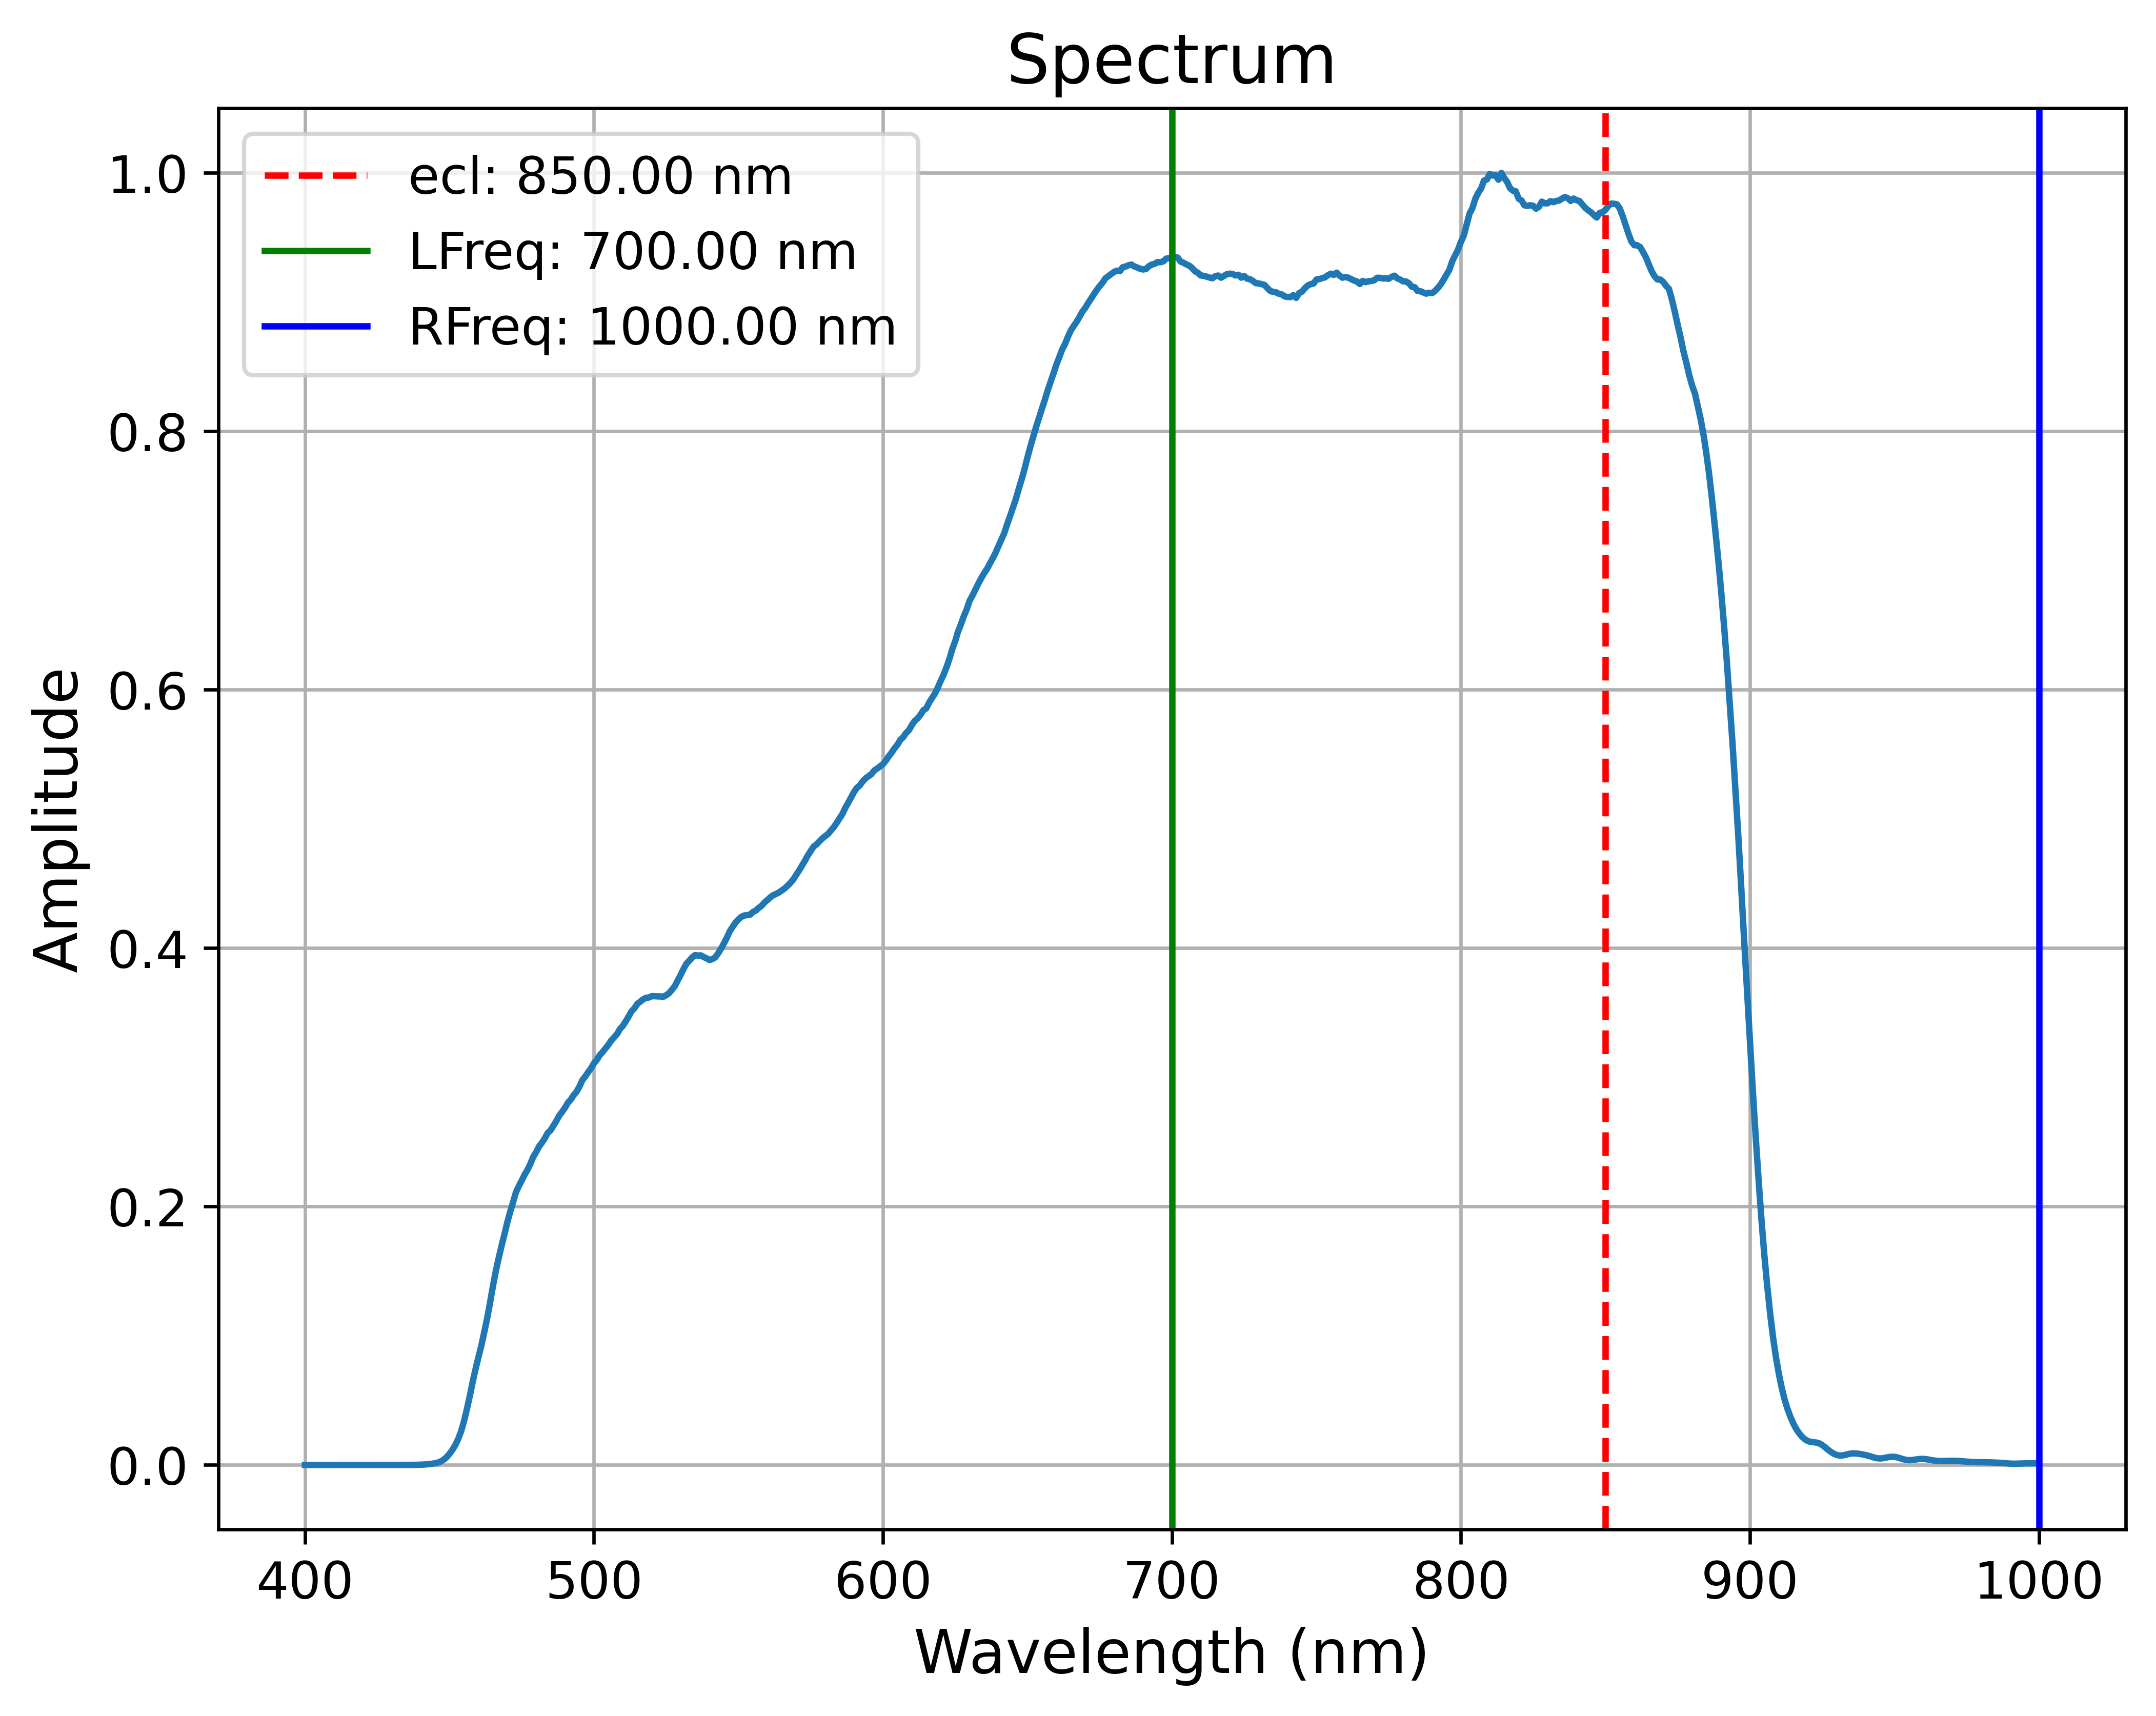 Spectrum
ecl: 850.00 nm
LFreq: 700.00 nm
RFreq: 1000.00 nm
1.0
0.8
0.6
0.4
0.2
0.0
Amplitude
400 500 600 700 800 900 1000
Wavelength (nm)